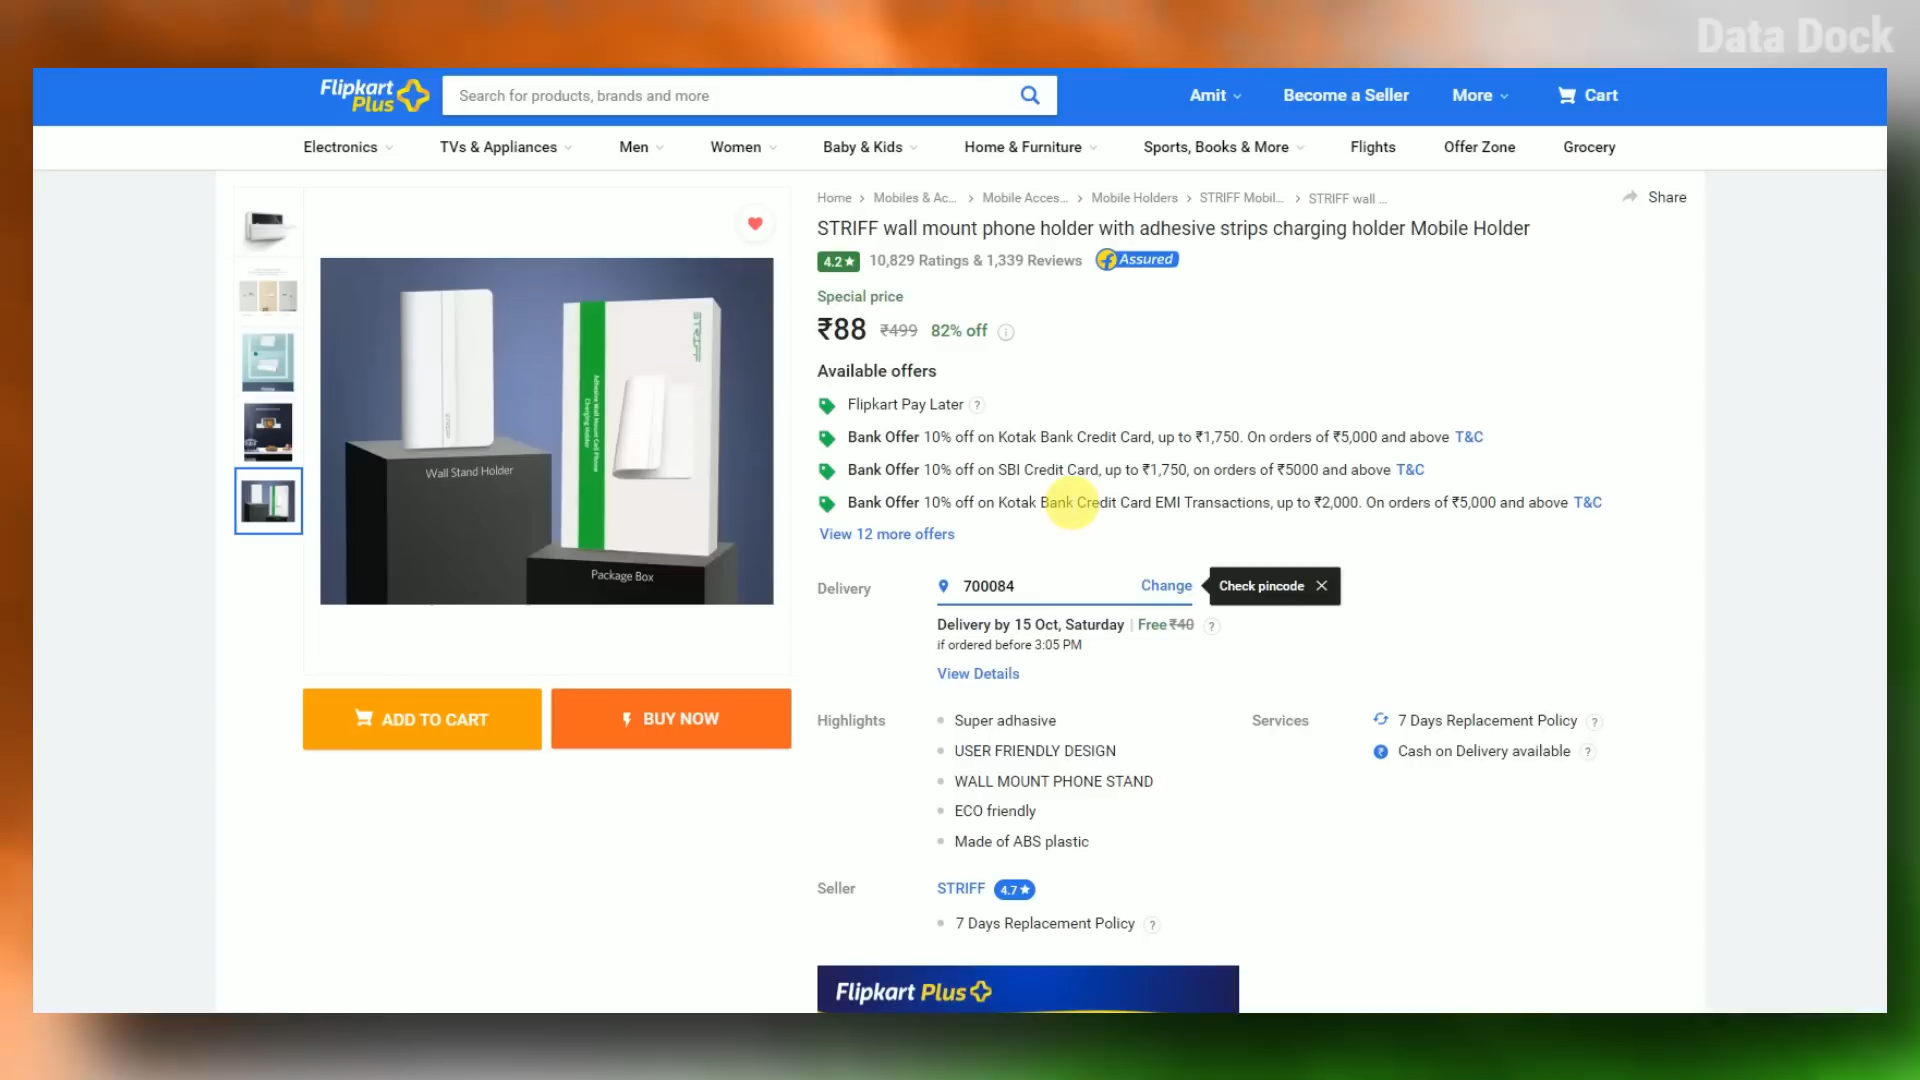 Data Dock
Flipkart
Plus
Search for products, brands and more
Amit
Become a Seller
More
Cart
Electronics
TVs & Appliances
Men
Women
Baby & Kids
Home & Furniture
Sports, Books & More
Flights
Offer Zone
Grocery
Home > Mobiles & Ac... > Mobile Acces... > Mobile Holders > STRIFF Mobil... > STRIFF wall ...
Share
STRIFF wall mount phone holder with adhesive strips charging holder Mobile Holder
4.2★ 10,829 Ratings & 1,339 Reviews Assured
Special price
₹88 ₹499 82% off
Available offers
Flipkart Pay Later ?
Bank Offer 10% off on Kotak Bank Credit Card, up to ₹1,750. On orders of ₹5,000 and above T&C
Bank Offer 10% off on SBI Credit Card, up to ₹1,750, on orders of ₹5000 and above T&C
Bank Offer 10% off on Kotak Bank Credit Card EMI Transactions, up to ₹2,000. On orders of ₹5,000 and above T&C
View 12 more offers
STRIFF
Adhesive Wall Mount Cell Phone
Charging Holder
Wall Stand Holder
Package Box
ADD TO CART
BUY NOW
Delivery
700084
Change
Check pincode ✕
Delivery by 15 Oct, Saturday | Free ₹40 ?
if ordered before 3:05 PM
View Details
Highlights
Super adhasive
USER FRIENDLY DESIGN
WALL MOUNT PHONE STAND
ECO friendly
Made of ABS plastic
Services
7 Days Replacement Policy ?
Cash on Delivery available ?
Seller
STRIFF 4.7★
7 Days Replacement Policy ?
Flipkart Plus